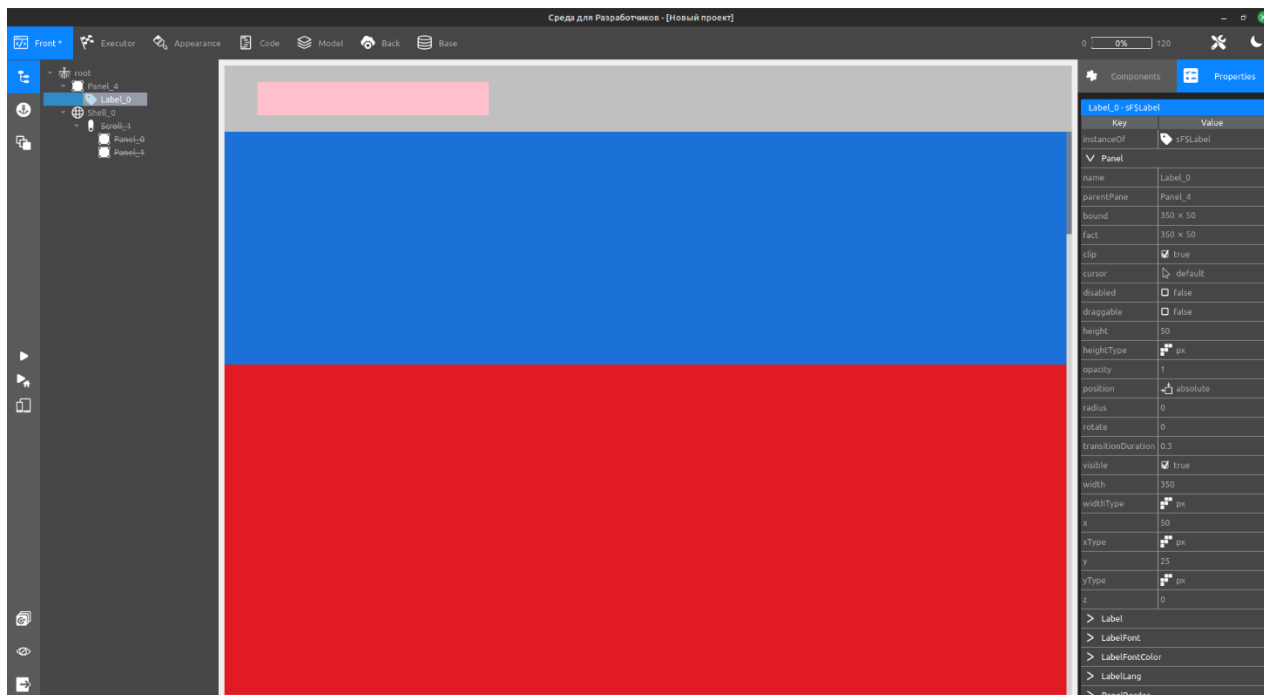 Среда для Разработчиков - [Новый проект]
Front * Executor Appearance Code Model Back Base 0 0% 120
root
Panel_4
Label_0
Shell_0
Scroll_1
Panel_0
Panel_1
Components Properties
Label_0 - sF$Label
Key Value
instanceOf sF$Label
Panel
name Label_0
parentPane Panel_4
bound 350 × 50
fact 350 × 50
clip true
cursor default
disabled false
draggable false
height 50
heightType px
opacity 1
position absolute
radius 0
rotate 0
transitionDuration 0.3
visible true
width 350
widthType px
x 50
xType px
y 25
yType px
z 0
Label
LabelFont
LabelFontColor
LabelLang
PanelBorder